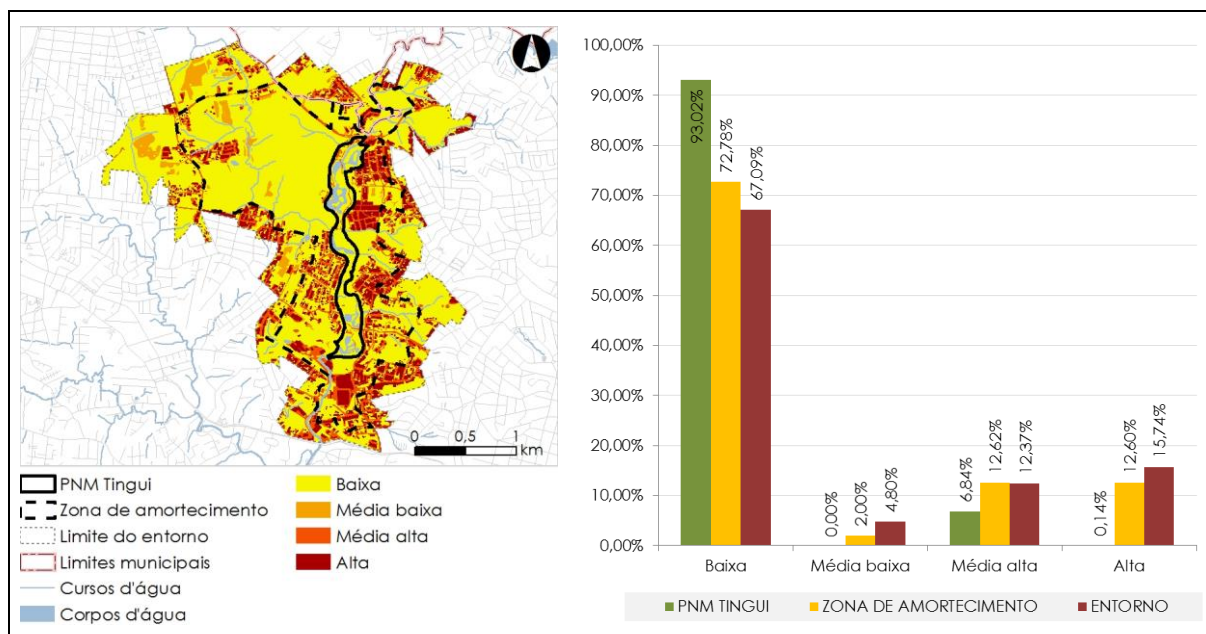 0 0,5 1
km
PNM Tingui
Zona de amortecimento
Limite do entorno
Limites municipais
Cursos d'água
Corpos d'água
Baixa
Média baixa
Média alta
Alta
100,00%
90,00%
80,00%
70,00%
60,00%
50,00%
40,00%
30,00%
20,00%
10,00%
0,00%
93,02%
72,78%
67,09%
0,00%
2,00%
4,80%
6,84%
12,62%
12,37%
0,14%
12,60%
15,74%
Baixa Média baixa Média alta Alta
PNM TINGUI ZONA DE AMORTECIMENTO ENTORNO